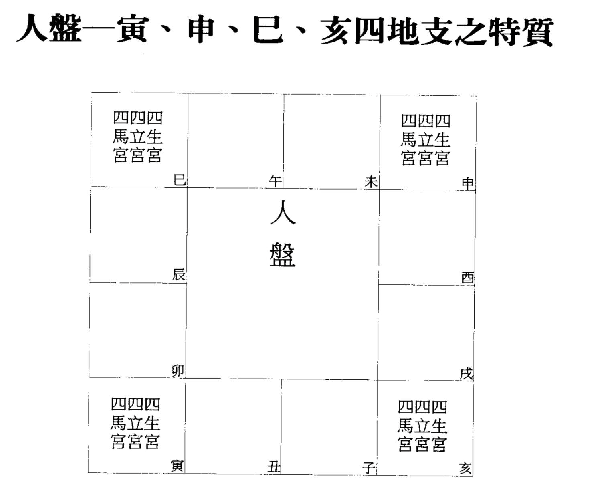 人盤—寅、申、巳、亥四地支之特質
四四四
馬立生
宮宮宮
巳
午
未
四四四
馬立生
宮宮宮
申
人
盤
辰
酉
卯
戌
四四四
馬立生
宮宮宮
寅
丑
子
四四四
馬立生
宮宮宮
亥